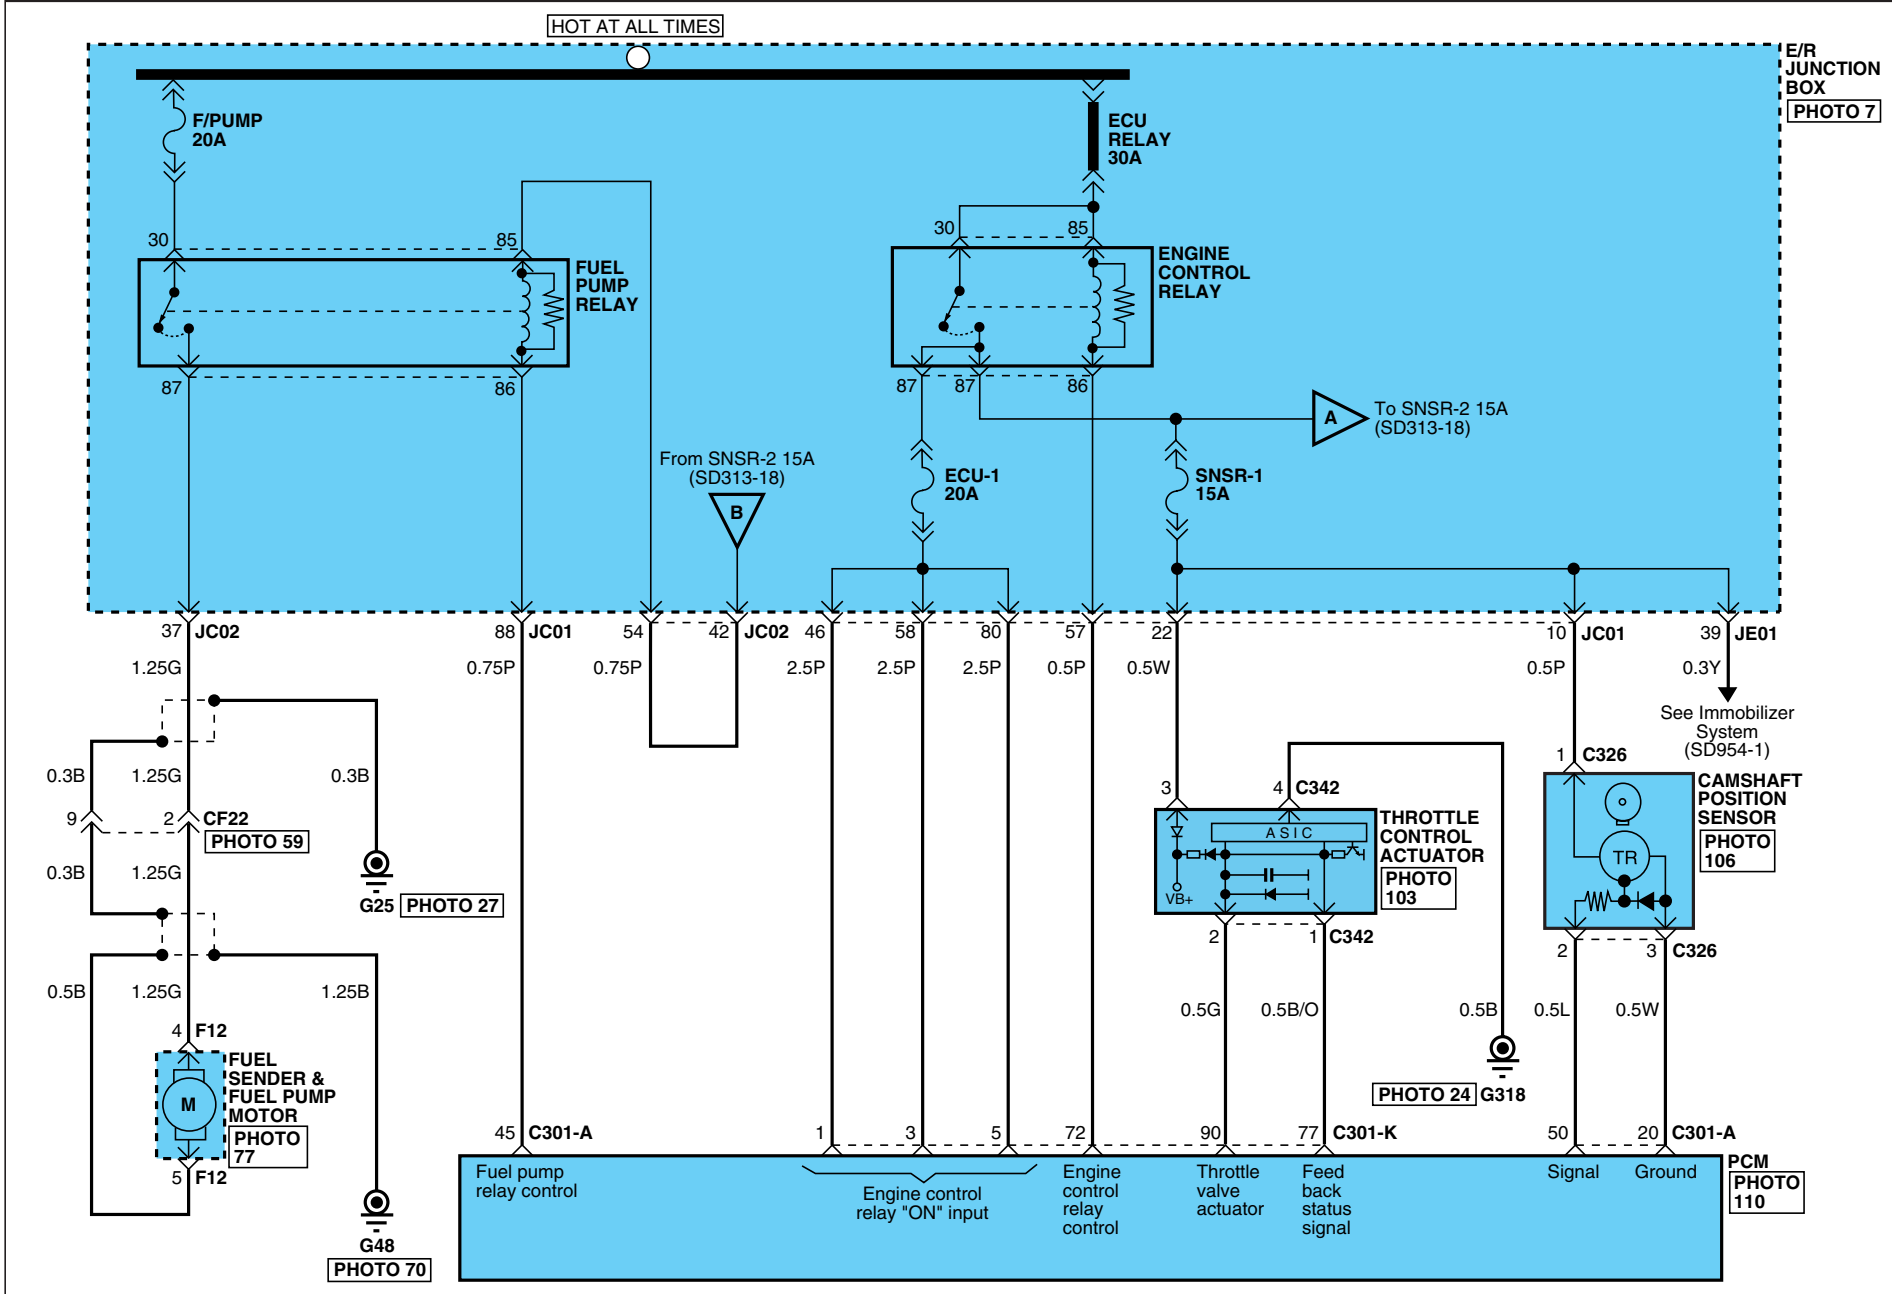 HOT AT ALL TIMES
E/R
JUNCTION
BOX
PHOTO 7
F/PUMP
20A
ECU
RELAY
30A
30
85
FUEL
PUMP
RELAY
30
85
ENGINE
CONTROL
RELAY
87
86
87
87
86
A
To SNSR-2 15A
(SD313-18)
From SNSR-2 15A
(SD313-18)
B
ECU-1
20A
SNSR-1
15A
37 JC02
88 JC01
54
42 JC02
46
58
80
57
22
10 JC01
39 JE01
1.25G
0.75P
0.75P
2.5P
2.5P
2.5P
0.5P
0.5W
0.5P
0.3Y
See Immobilizer
System
(SD954-1)
0.3B
1.25G
0.3B
9
2 CF22
PHOTO 59
0.3B
1.25G
G25 PHOTO 27
3
4 C342
ASIC
VB+
THROTTLE
CONTROL
ACTUATOR
PHOTO
103
2
1 C342
1 C326
TR
CAMSHAFT
POSITION
SENSOR
PHOTO
106
2
3 C326
0.5B
1.25G
1.25B
0.5G
0.5B/O
0.5B
0.5L
0.5W
4 F12
M
FUEL
SENDER &
FUEL PUMP
MOTOR
PHOTO
77
5 F12
PHOTO 24 G318
G48
PHOTO 70
45 C301-A
1
3
5
72
90
77 C301-K
50
20 C301-A
PCM
PHOTO
110
Fuel pump
relay control
Engine control
relay "ON" input
Engine
control
relay
control
Throttle
valve
actuator
Feed
back
status
signal
Signal
Ground